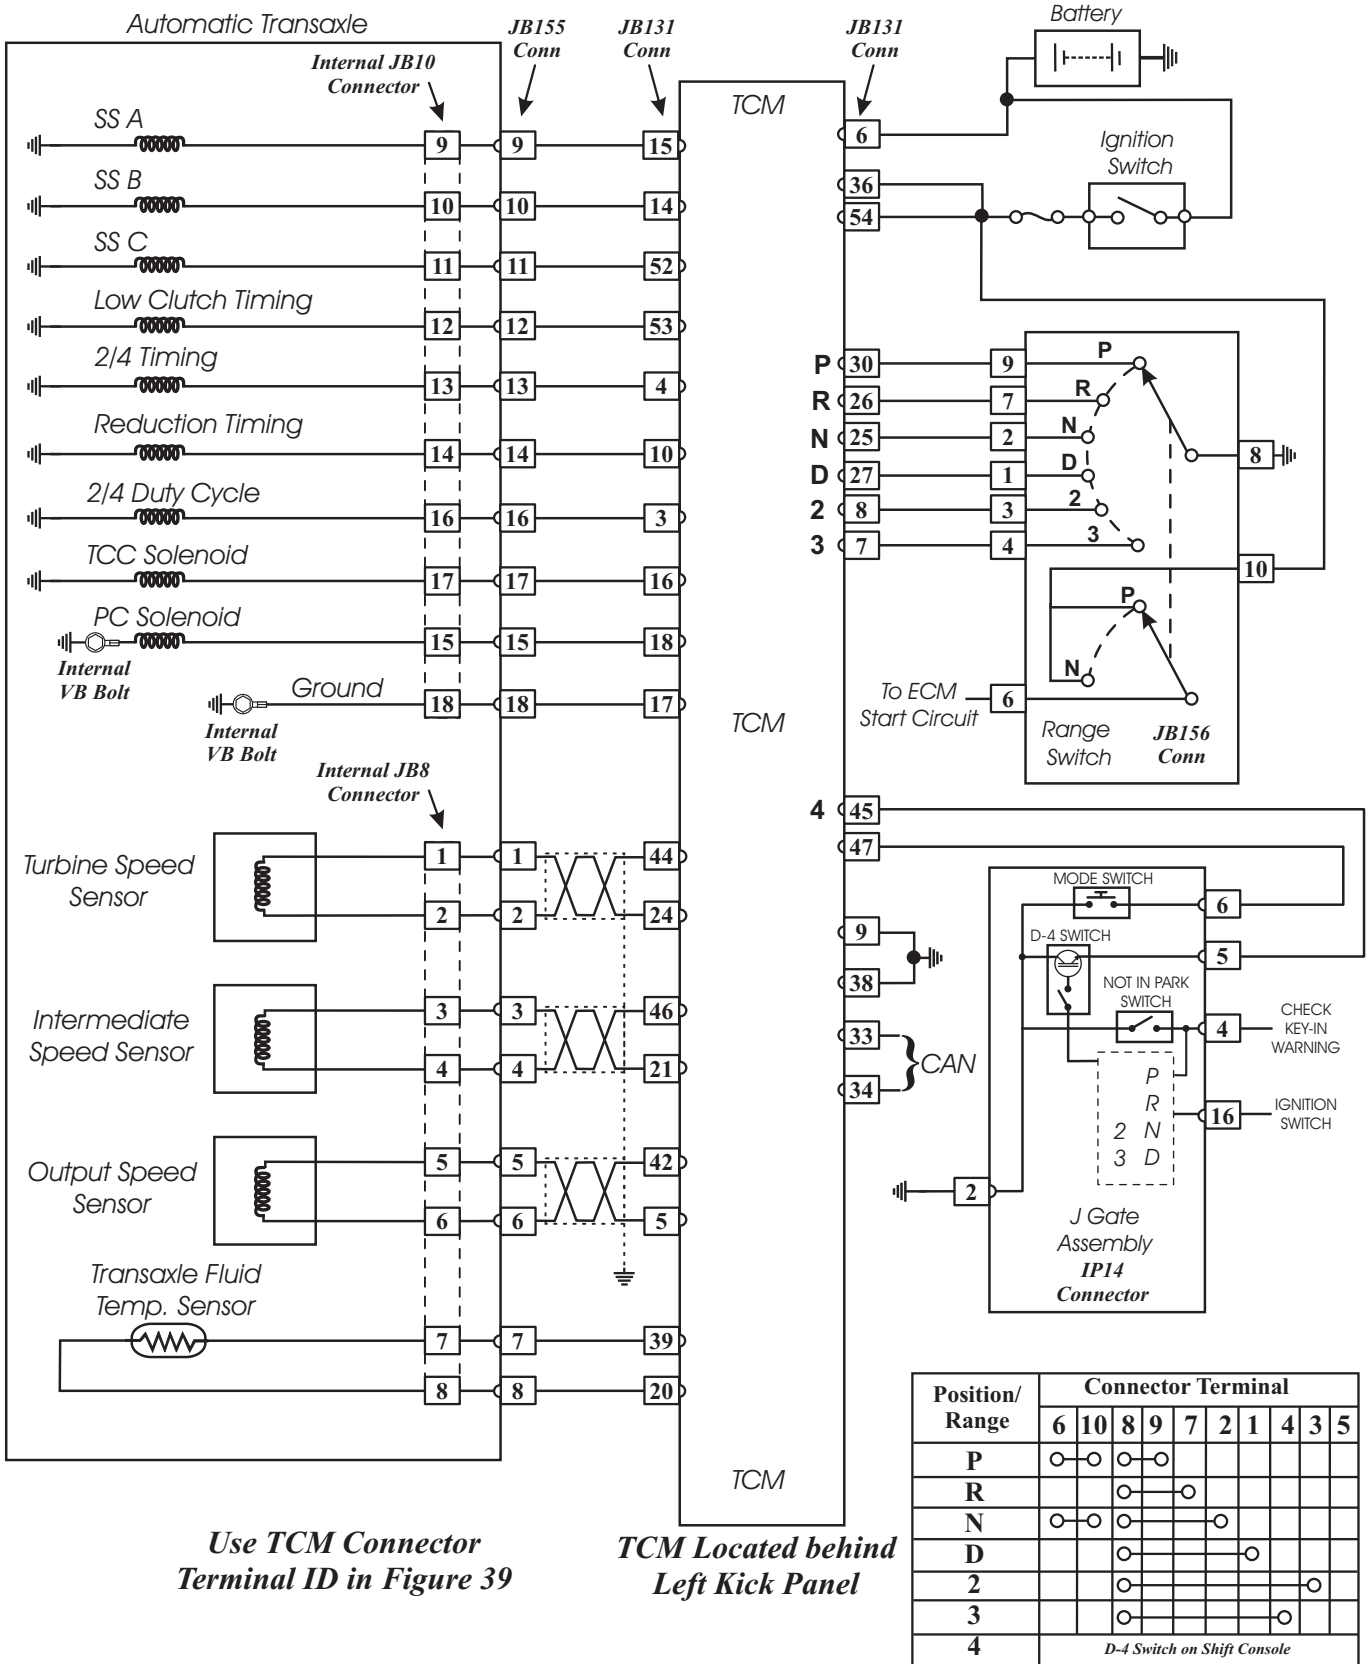 Automatic Transaxle
JB155
Conn
JB131
Conn
Internal JB10
Connector
SS A
9 9 15
SS B
10 10 14
SS C
11 11 52
Low Clutch Timing
12 12 53
2/4 Timing
13 13 4
Reduction Timing
14 14 10
2/4 Duty Cycle
16 16 3
TCC Solenoid
17 17 16
PC Solenoid
15 15 18
Internal
VB Bolt
Ground
18 18 17
Internal
VB Bolt
Internal JB8
Connector
Turbine Speed
Sensor
1 1 44
2 2 24
Intermediate
Speed Sensor
3 3 46
4 4 21
Output Speed
Sensor
5 5 42
6 6 5
Transaxle Fluid
Temp. Sensor
7 7 39
8 8 20
TCM
TCM
TCM
JB131
Conn
Battery
6
Ignition
Switch
36
54
P 30 9 P
R 26 7 R
N 25 2 N
D 27 1 D
2 8 3 2
3 7 4 3
8
10
P
N
To ECM
Start Circuit
6
Range
Switch
JB156
Conn
4 45
47
MODE SWITCH
6
D-4 SWITCH
5
NOT IN PARK
SWITCH
4
CHECK
KEY-IN
WARNING
P
R
2 N
3 D
16
IGNITION
SWITCH
2
J Gate
Assembly
IP14
Connector
9
38
33
34
CAN
Use TCM Connector
Terminal ID in Figure 39
TCM Located behind
Left Kick Panel
Position/
Range
Connector Terminal
6 10 8 9 7 2 1 4 3 5
P
R
N
D
2
3
4 D-4 Switch on Shift Console